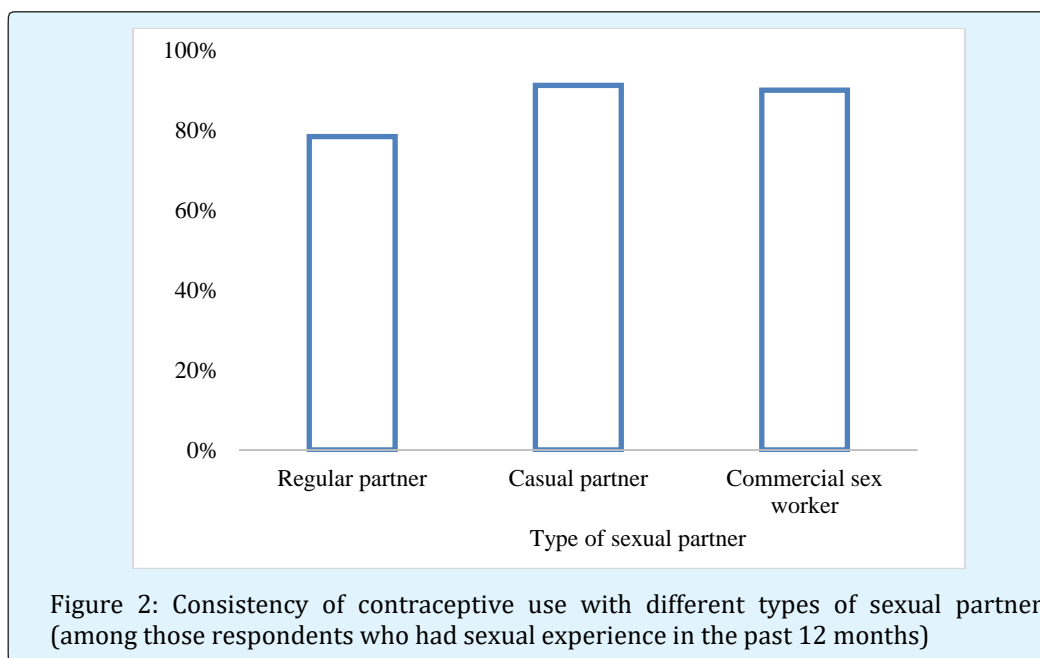 100%
80%
60%
40%
20%
0%
Regular partner
Casual partner
Commercial sex
worker
Type of sexual partner
Figure 2: Consistency of contraceptive use with different types of sexual partner
(among those respondents who had sexual experience in the past 12 months)